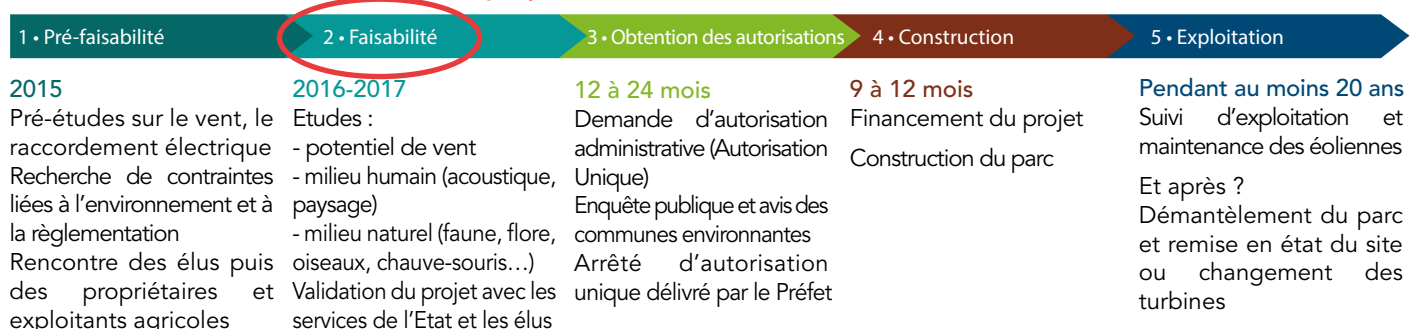 1 • Pré-faisabilité
2 • Faisabilité
3 • Obtention des autorisations
4 • Construction
5 • Exploitation
2015
Pré-études sur le vent, le
raccordement électrique
Recherche de contraintes
liées à l'environnement et à
la règlementation
Rencontre des élus puis
des propriétaires et
exploitants agricoles
2016-2017
Etudes :
- potentiel de vent
- milieu humain (acoustique,
paysage)
- milieu naturel (faune, flore,
oiseaux, chauve-souris…)
Validation du projet avec les
services de l'Etat et les élus
12 à 24 mois
Demande d'autorisation
administrative (Autorisation
Unique)
Enquête publique et avis des
communes environnantes
Arrêté d'autorisation
unique délivré par le Préfet
9 à 12 mois
Financement du projet
Construction du parc
Pendant au moins 20 ans
Suivi d'exploitation et
maintenance des éoliennes
Et après ?
Démantèlement du parc
et remise en état du site
ou changement des
turbines